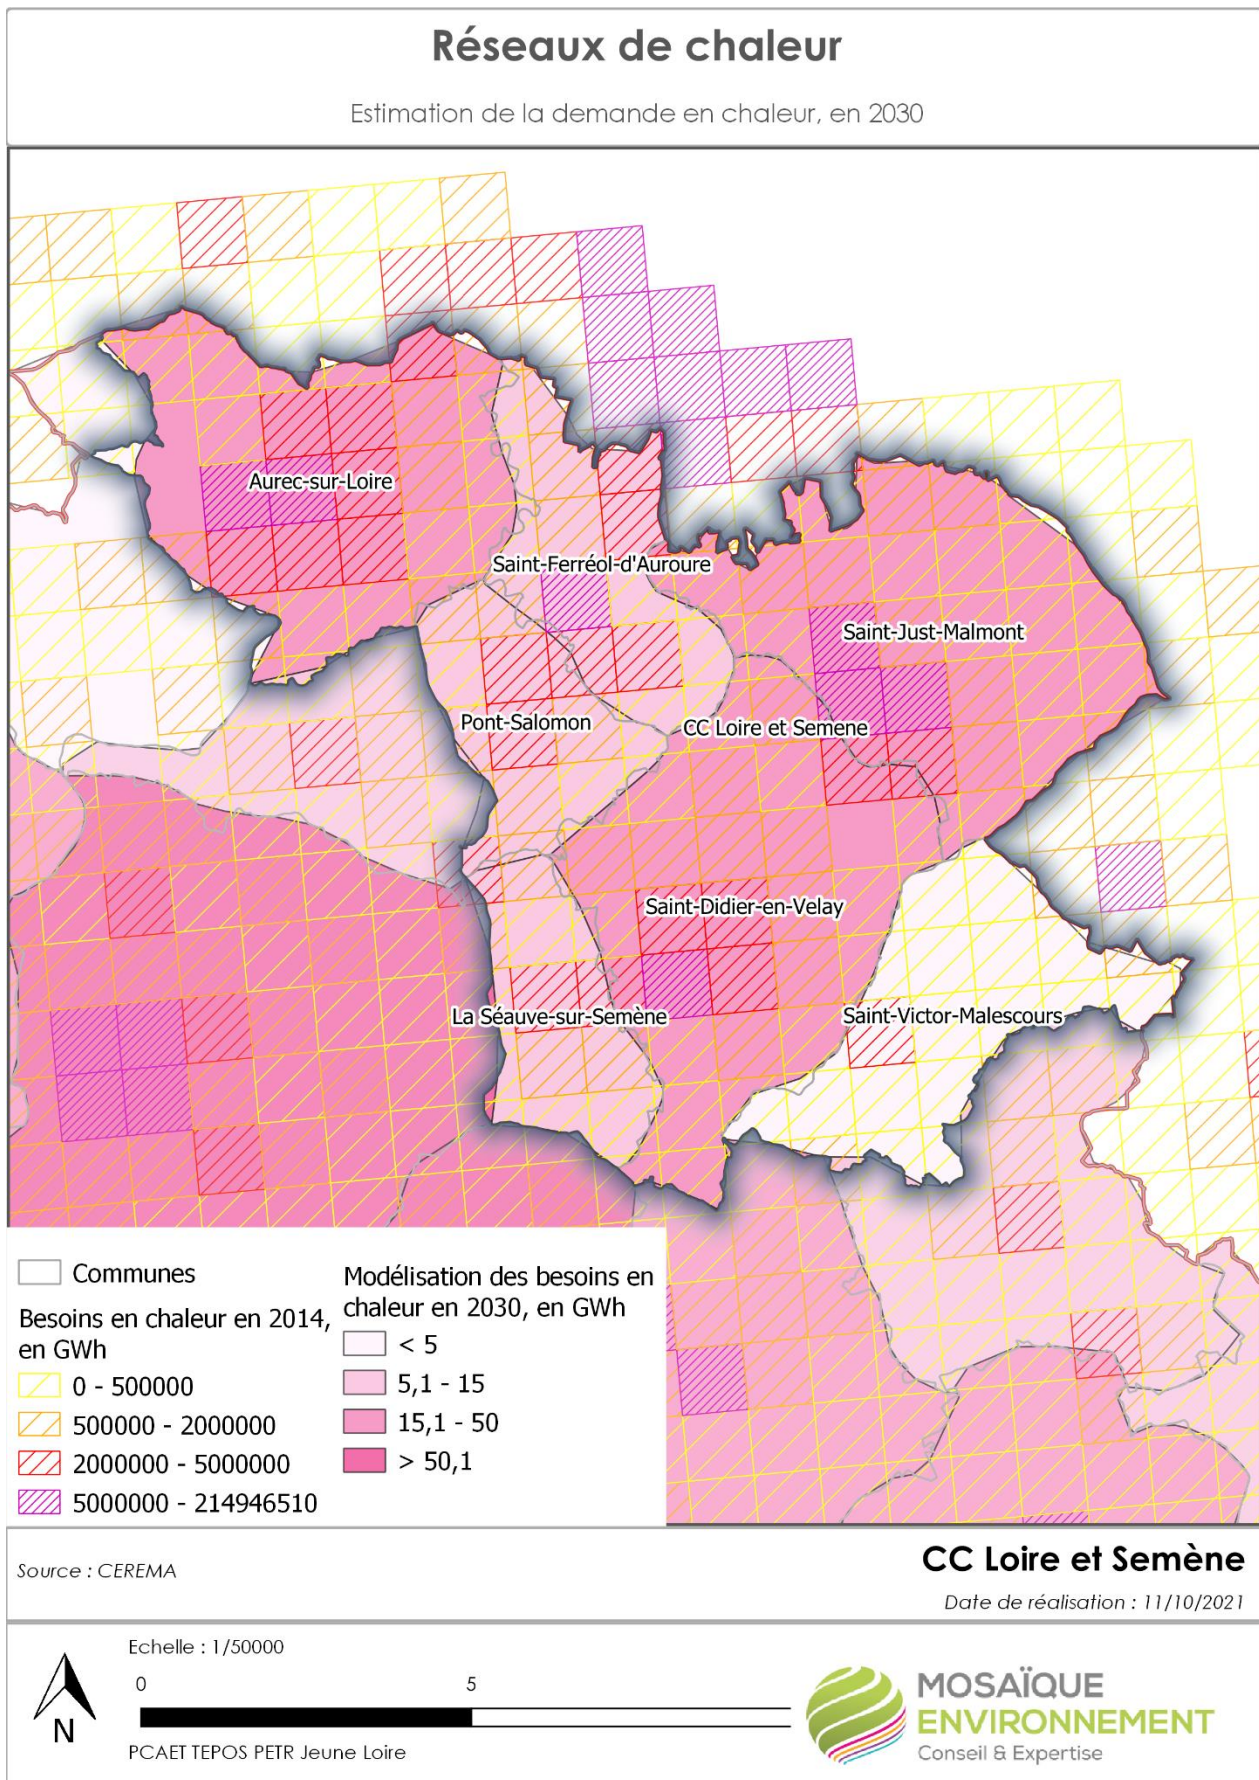 Réseaux de chaleur
Estimation de la demande en chaleur, en 2030
Aurec-sur-Loire
Saint-Ferréol-d'Auroure
Saint-Just-Malmont
Pont-Salomon
CC Loire et Semene
Saint-Didier-en-Velay
La Séauve-sur-Semène
Saint-Victor-Malescours
Communes
Besoins en chaleur en 2014,
en GWh
0 - 500000
500000 - 2000000
2000000 - 5000000
5000000 - 214946510
Modélisation des besoins en
chaleur en 2030, en GWh
< 5
5,1 - 15
15,1 - 50
> 50,1
Source : CEREMA
CC Loire et Semène
Date de réalisation : 11/10/2021
Echelle : 1/50000
0 5
N
PCAET TEPOS PETR Jeune Loire
MOSAÏQUE
ENVIRONNEMENT
Conseil & Expertise